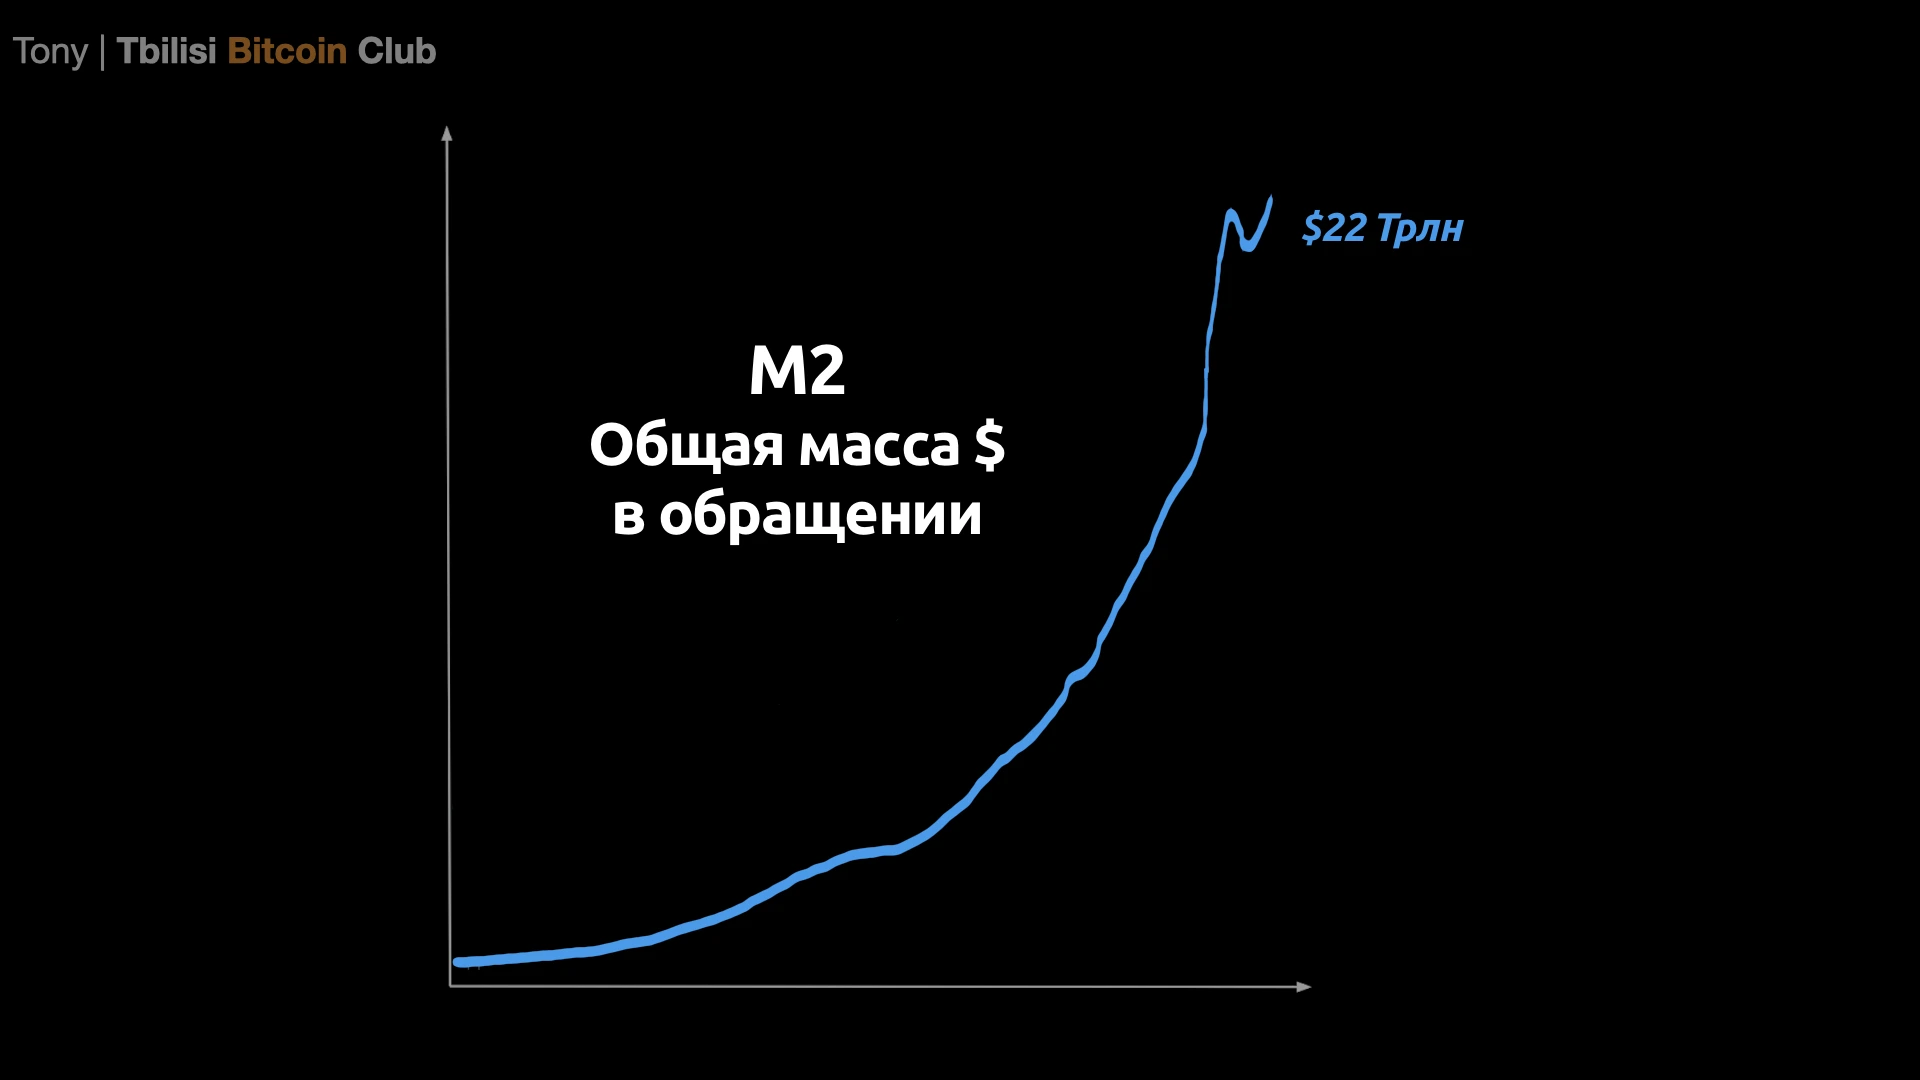 Tony | Tbilisi Bitcoin Club
$22 Трлн
M2
Общая масса $
в обращении